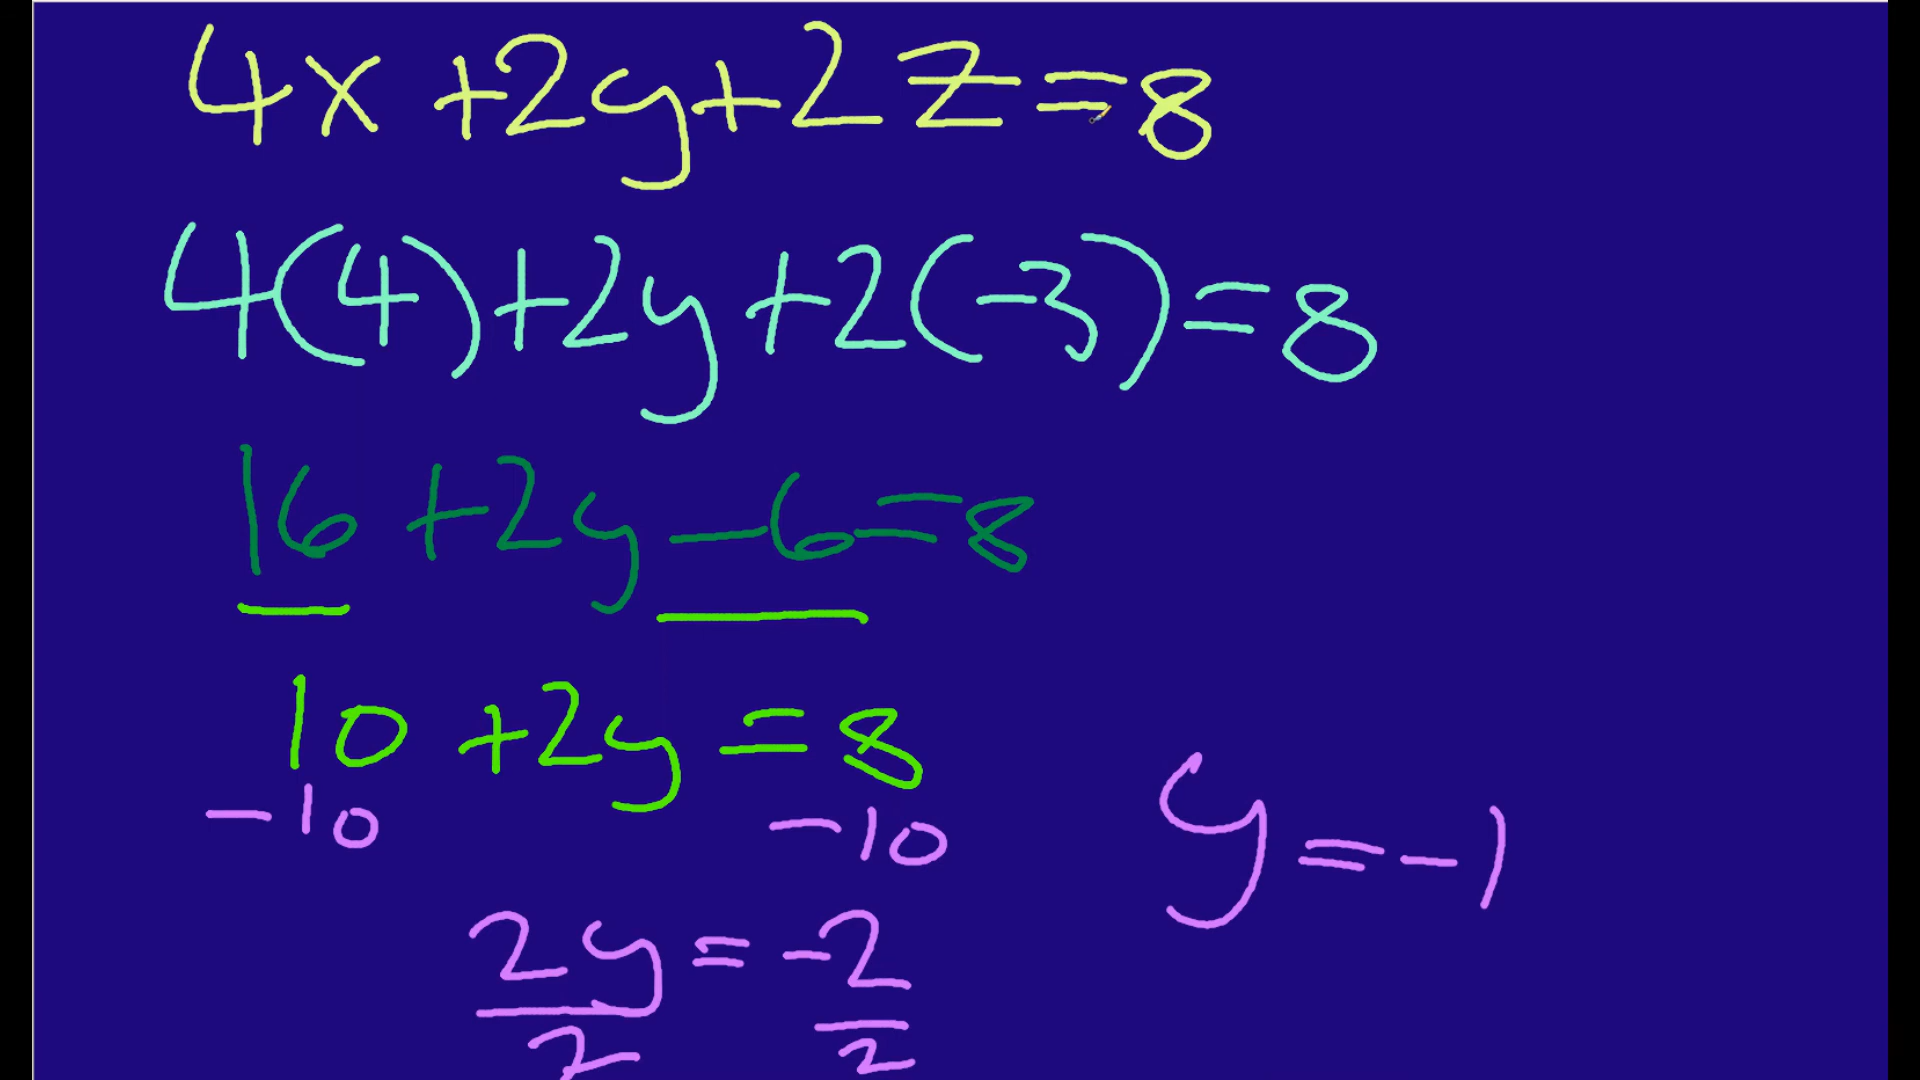 4x+2y+2z=8
4(4)+2y+2(-3)=8
16+2y-6=8
10+2y=8
-10 -10
y=-1
2y=-2
2 2